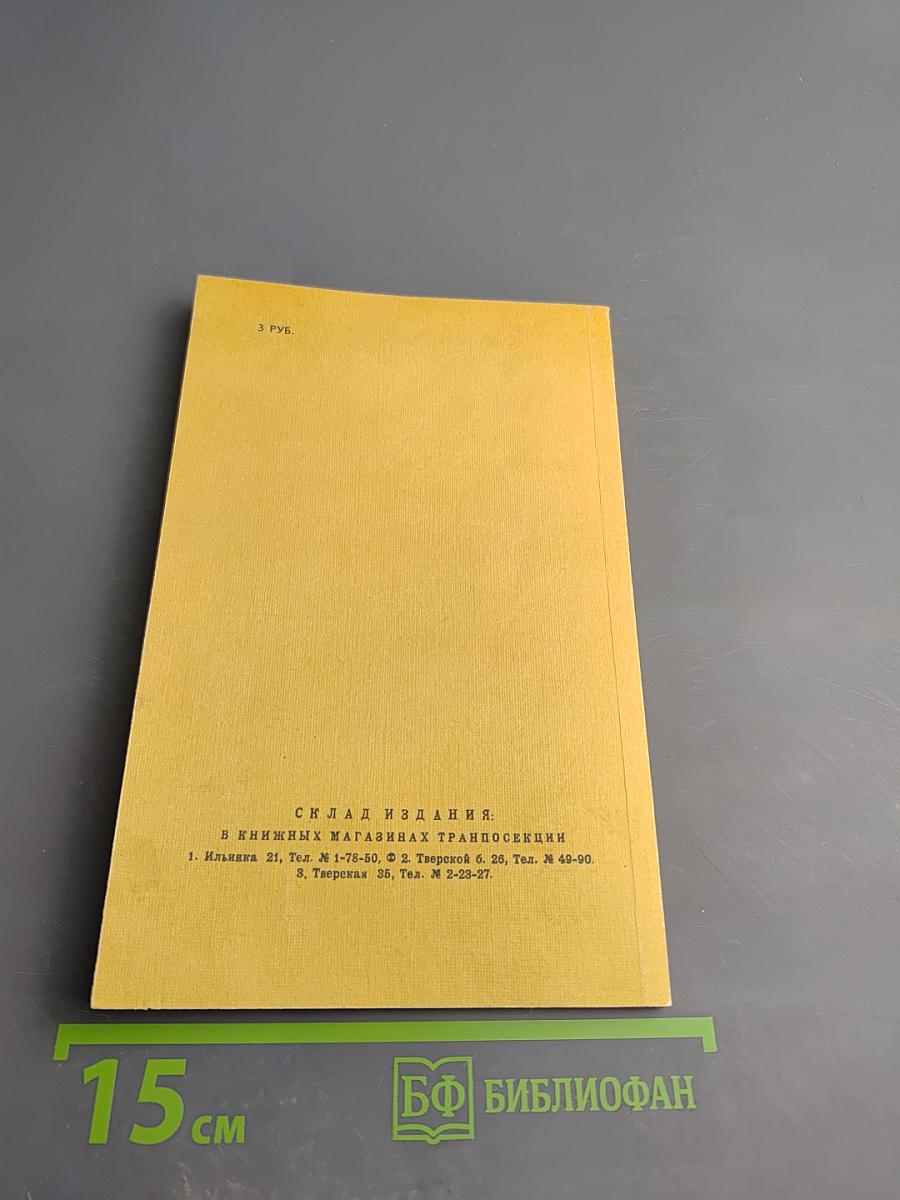 3 РУБ.
СКЛАД ИЗДАНИЯ:
В КНИЖНЫХ МАГАЗИНАХ ТРАНПОСЕКЦИИ
1. Ильинка 21, Тел. № 1-78-50, Ф 2. Тверской б. 26, Тел. № 49-90.
3, Тверская 35, Тел. № 2-23-27.
15 см
БФ БИБЛИОФАН